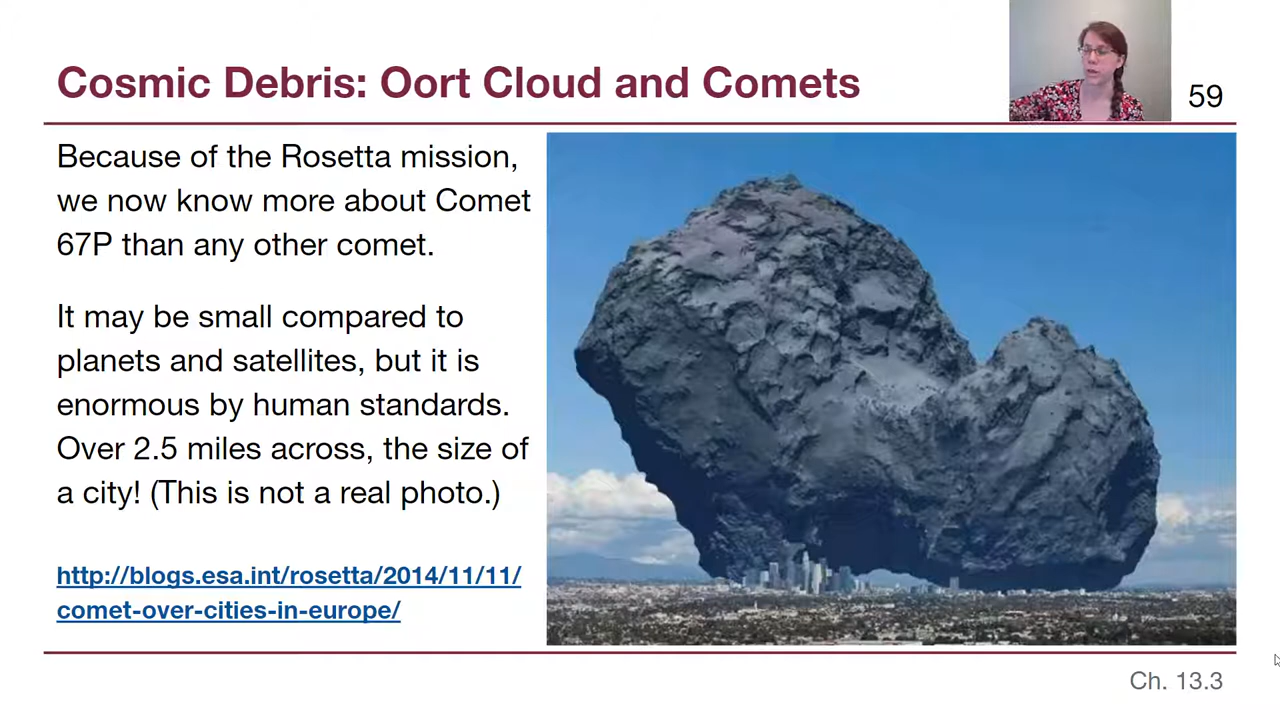 Cosmic Debris: Oort Cloud and Comets
59
Because of the Rosetta mission,
we now know more about Comet
67P than any other comet.
It may be small compared to
planets and satellites, but it is
enormous by human standards.
Over 2.5 miles across, the size of
a city! (This is not a real photo.)
http://blogs.esa.int/rosetta/2014/11/11/
comet-over-cities-in-europe/
Ch. 13.3